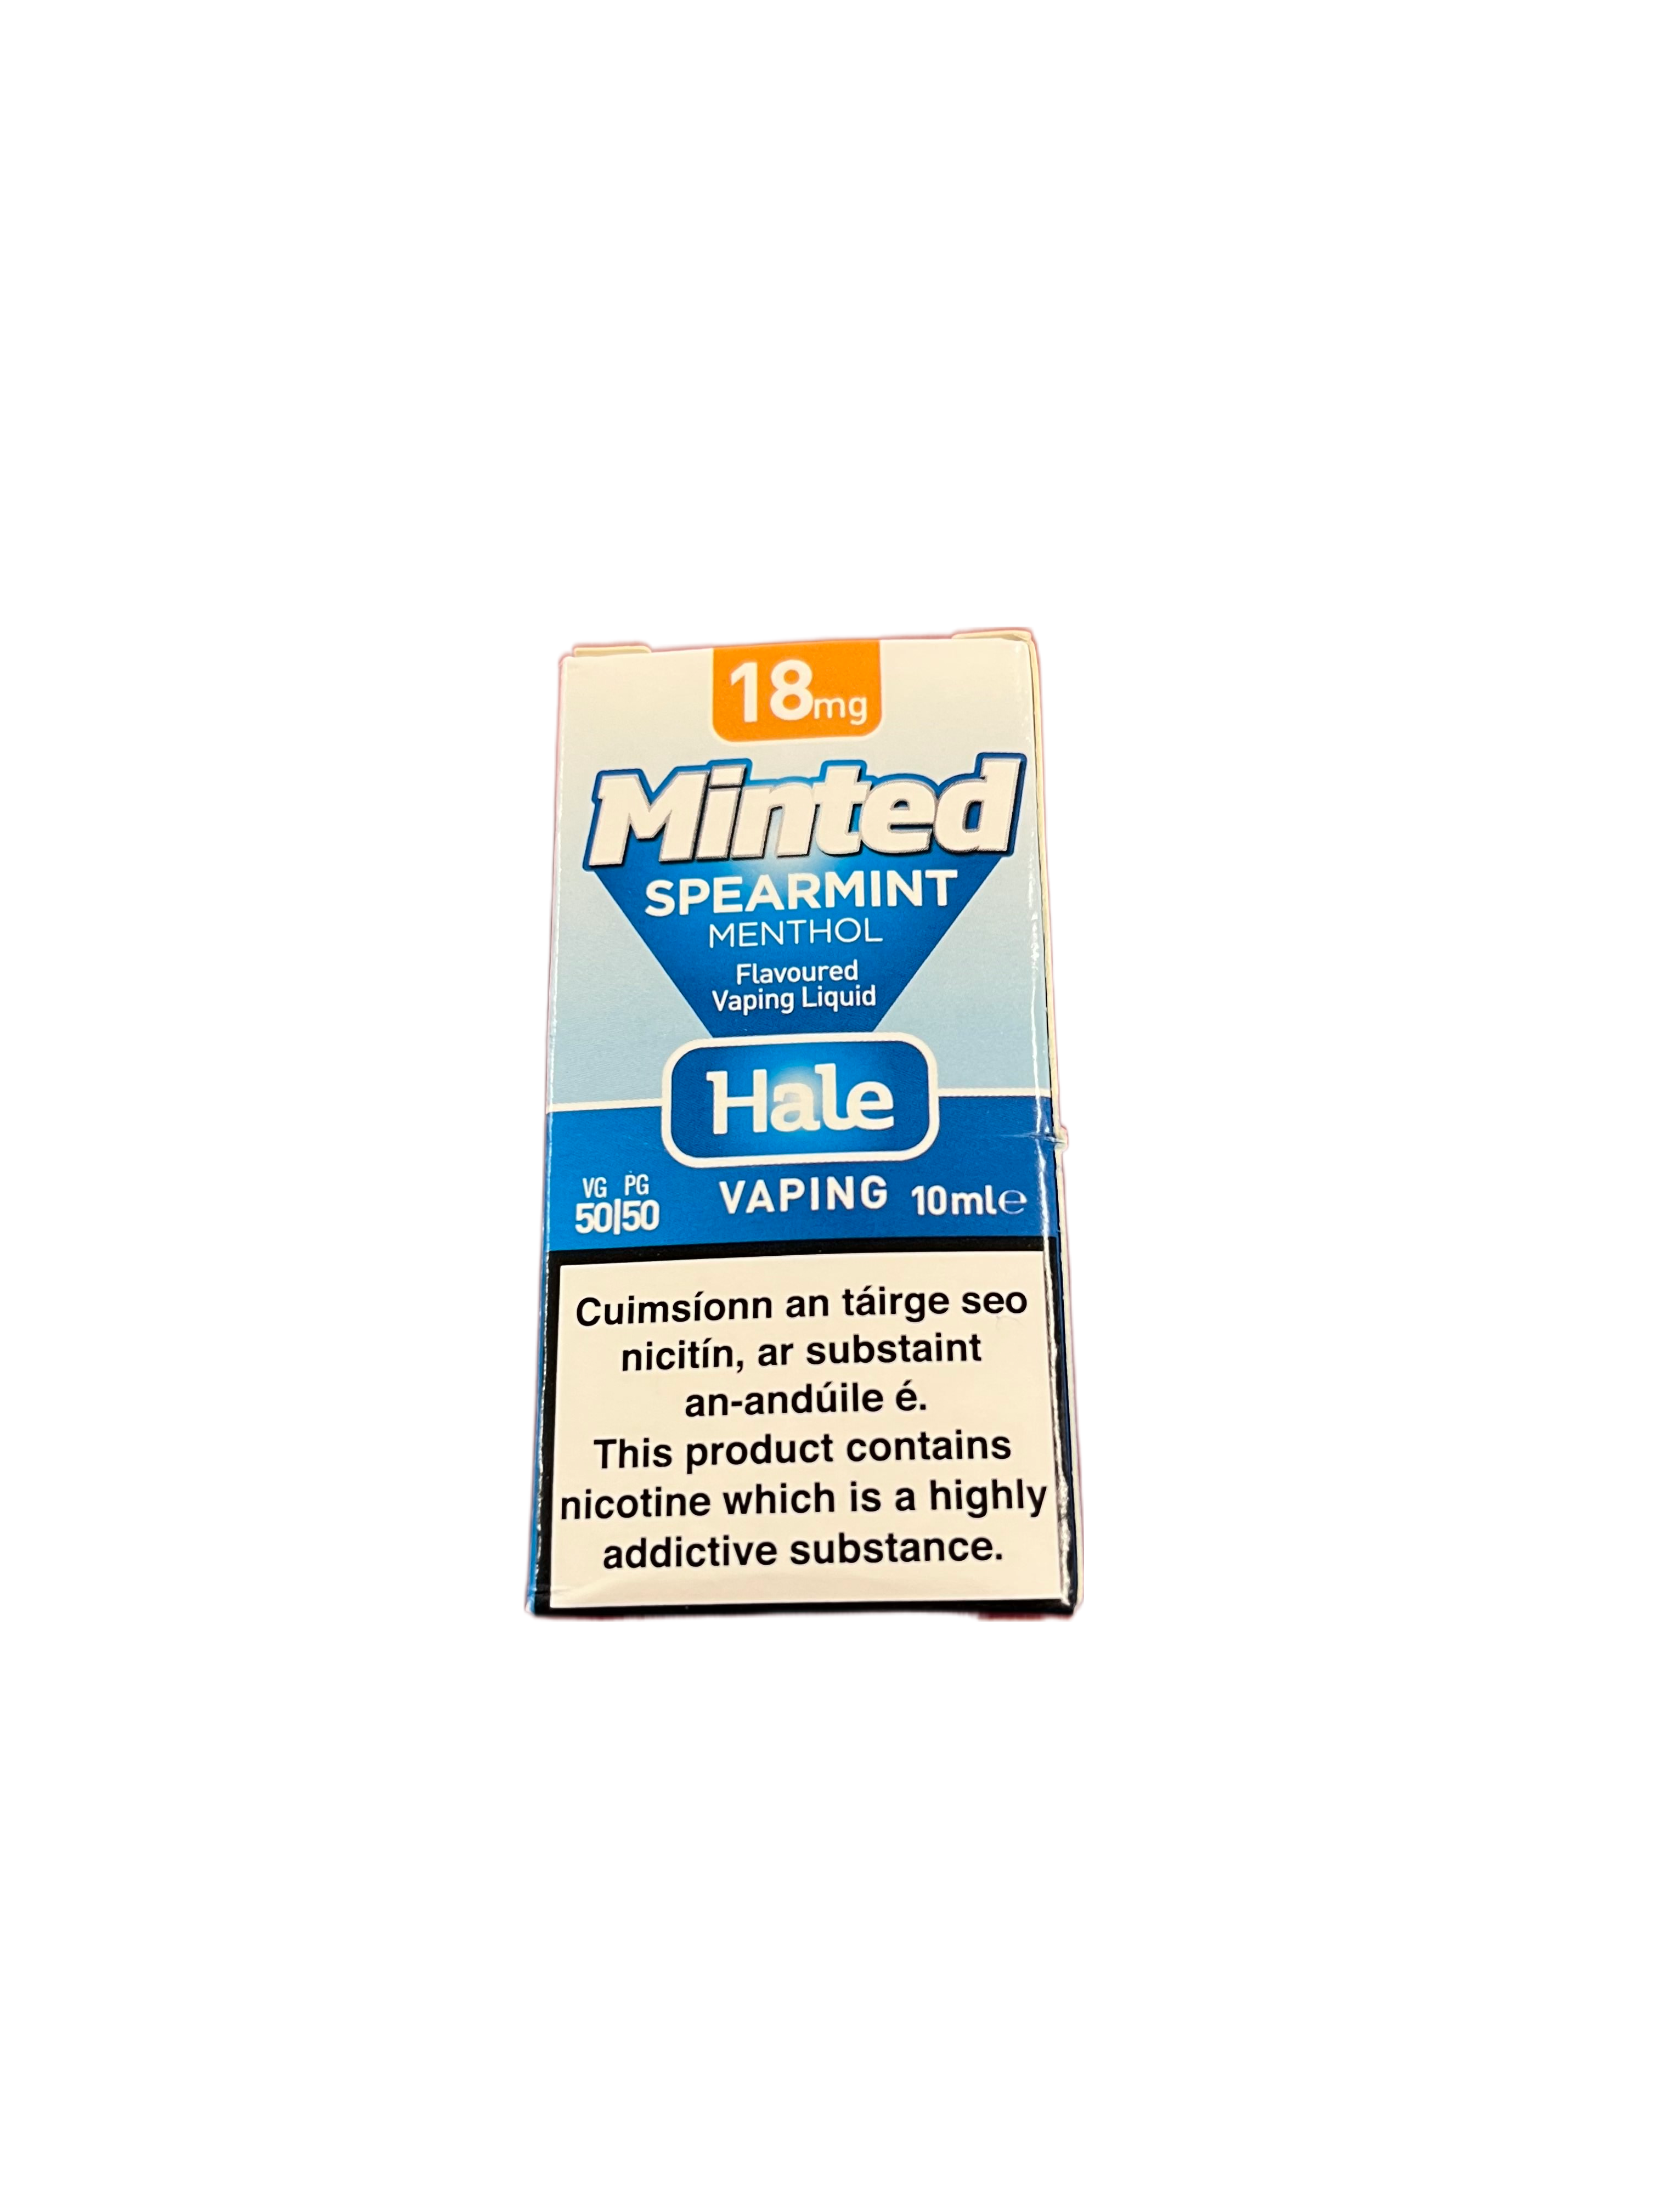 18mg
Minted
SPEARMINT
MENTHOL
Flavoured
Vaping Liquid
Hale
VAPING
VG PG
50|50
10ml℮
Cuimsíonn an táirge seo
nicitín, ar substaint
an-andúile é.
This product contains
nicotine which is a highly
addictive substance.